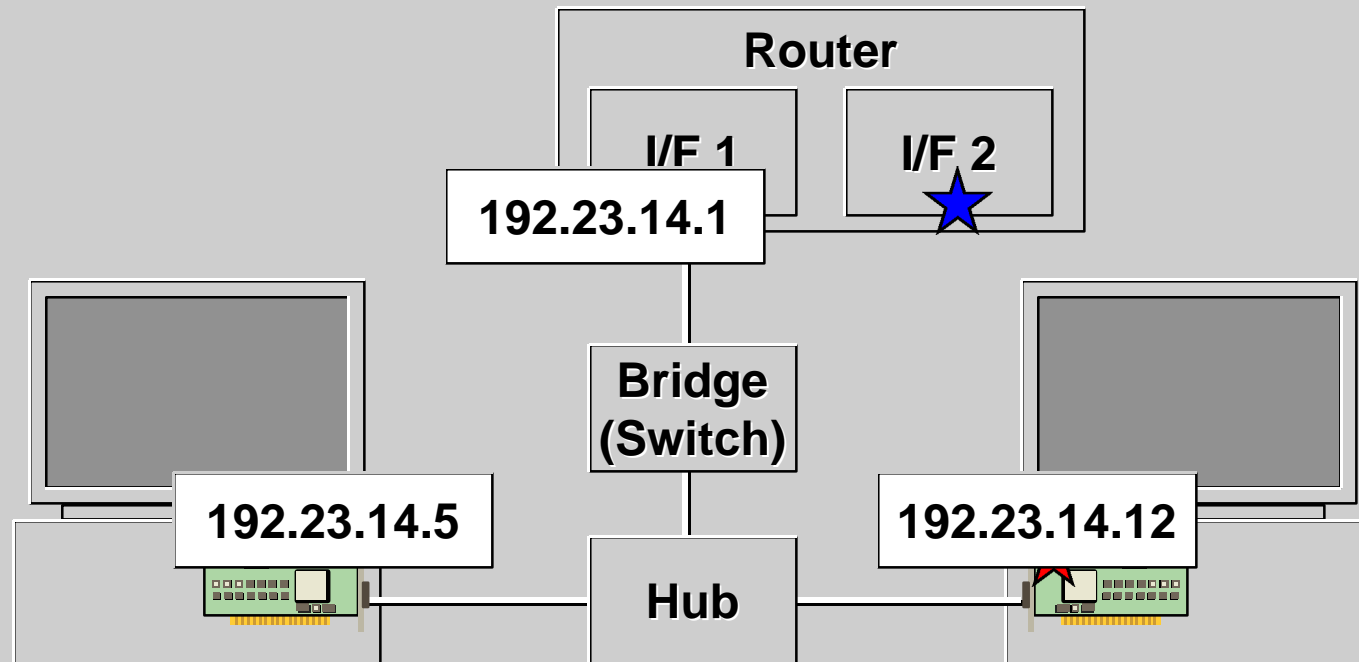 Router
I/F 1
I/F 2
192.23.14.1
Bridge
(Switch)
192.23.14.5
192.23.14.12
Hub